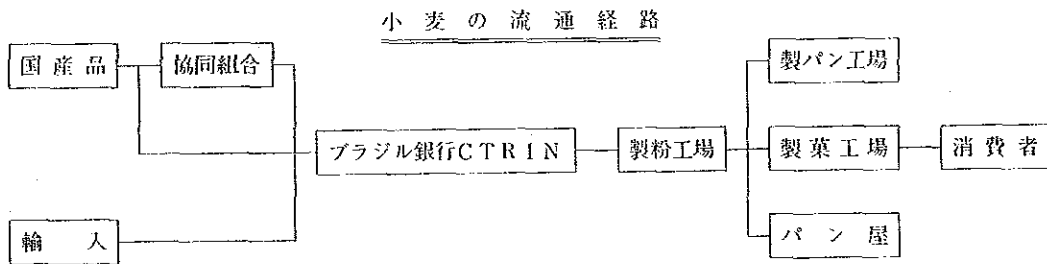 小麦の流通経路
国産品
協同組合
製パン工場
ブラジル銀行CTRIN
製粉工場
製菓工場
消費者
輸入
パン屋